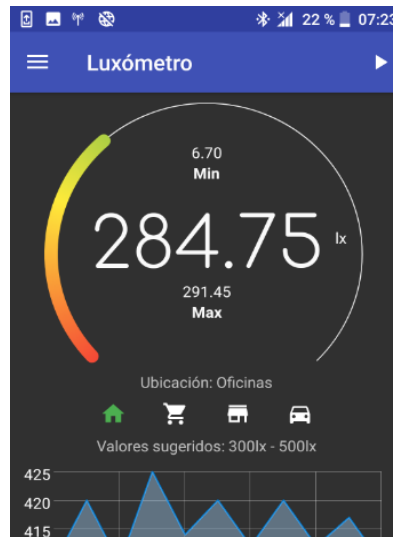 22 % 07:23
Luxómetro
6.70
Min
284.75 lx
291.45
Max
Ubicación: Oficinas
Valores sugeridos: 300lx - 500lx
425
420
415